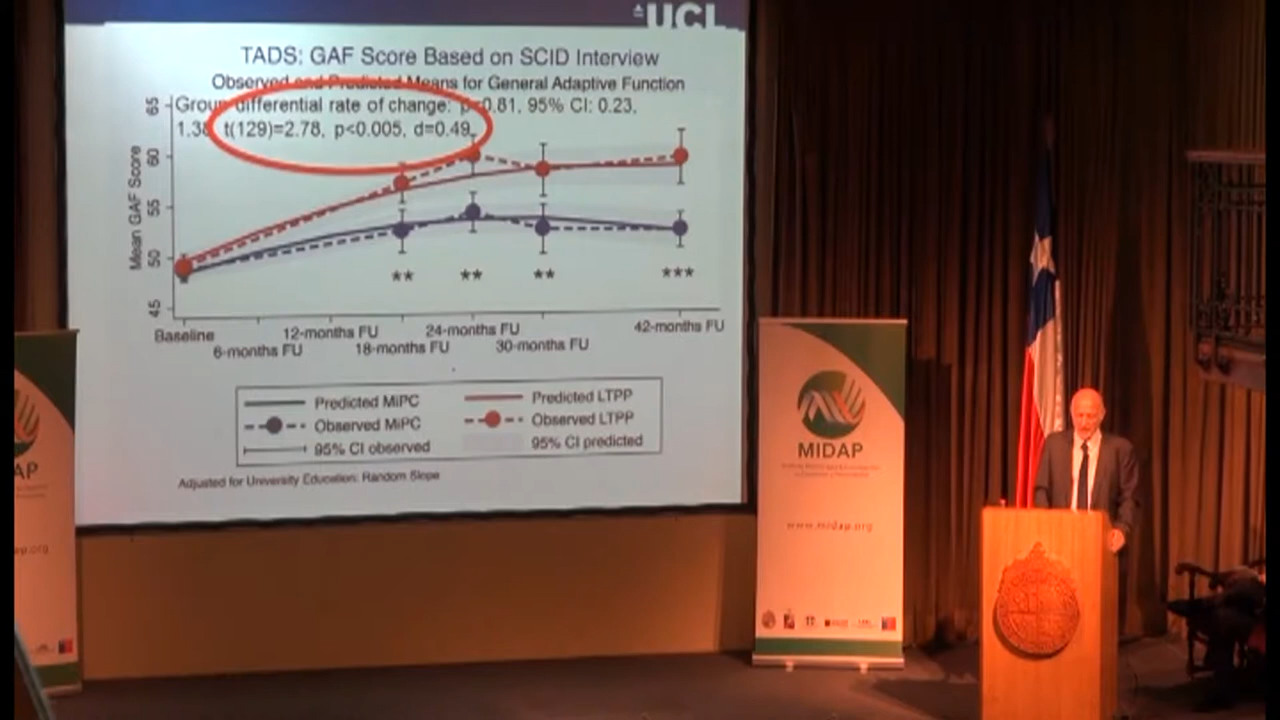 UCL
TADS: GAF Score Based on SCID Interview
Observed and Predicted Means for General Adaptive Function
Group differential rate of change: p<0.81, 95% CI: 0.23,
1.38 t(129)=2.78, p<0.005, d=0.49
Mean GAF Score
65
60
55
50
45
** ** ** ***
Baseline
6-months FU
12-months FU
18-months FU
24-months FU
30-months FU
42-months FU
Predicted MiPC
Predicted LTPP
Observed MiPC
Observed LTPP
95% CI observed
95% CI predicted
Adjusted for University Education: Random Slope
MIDAP
www.midap.org
AP
ap.org